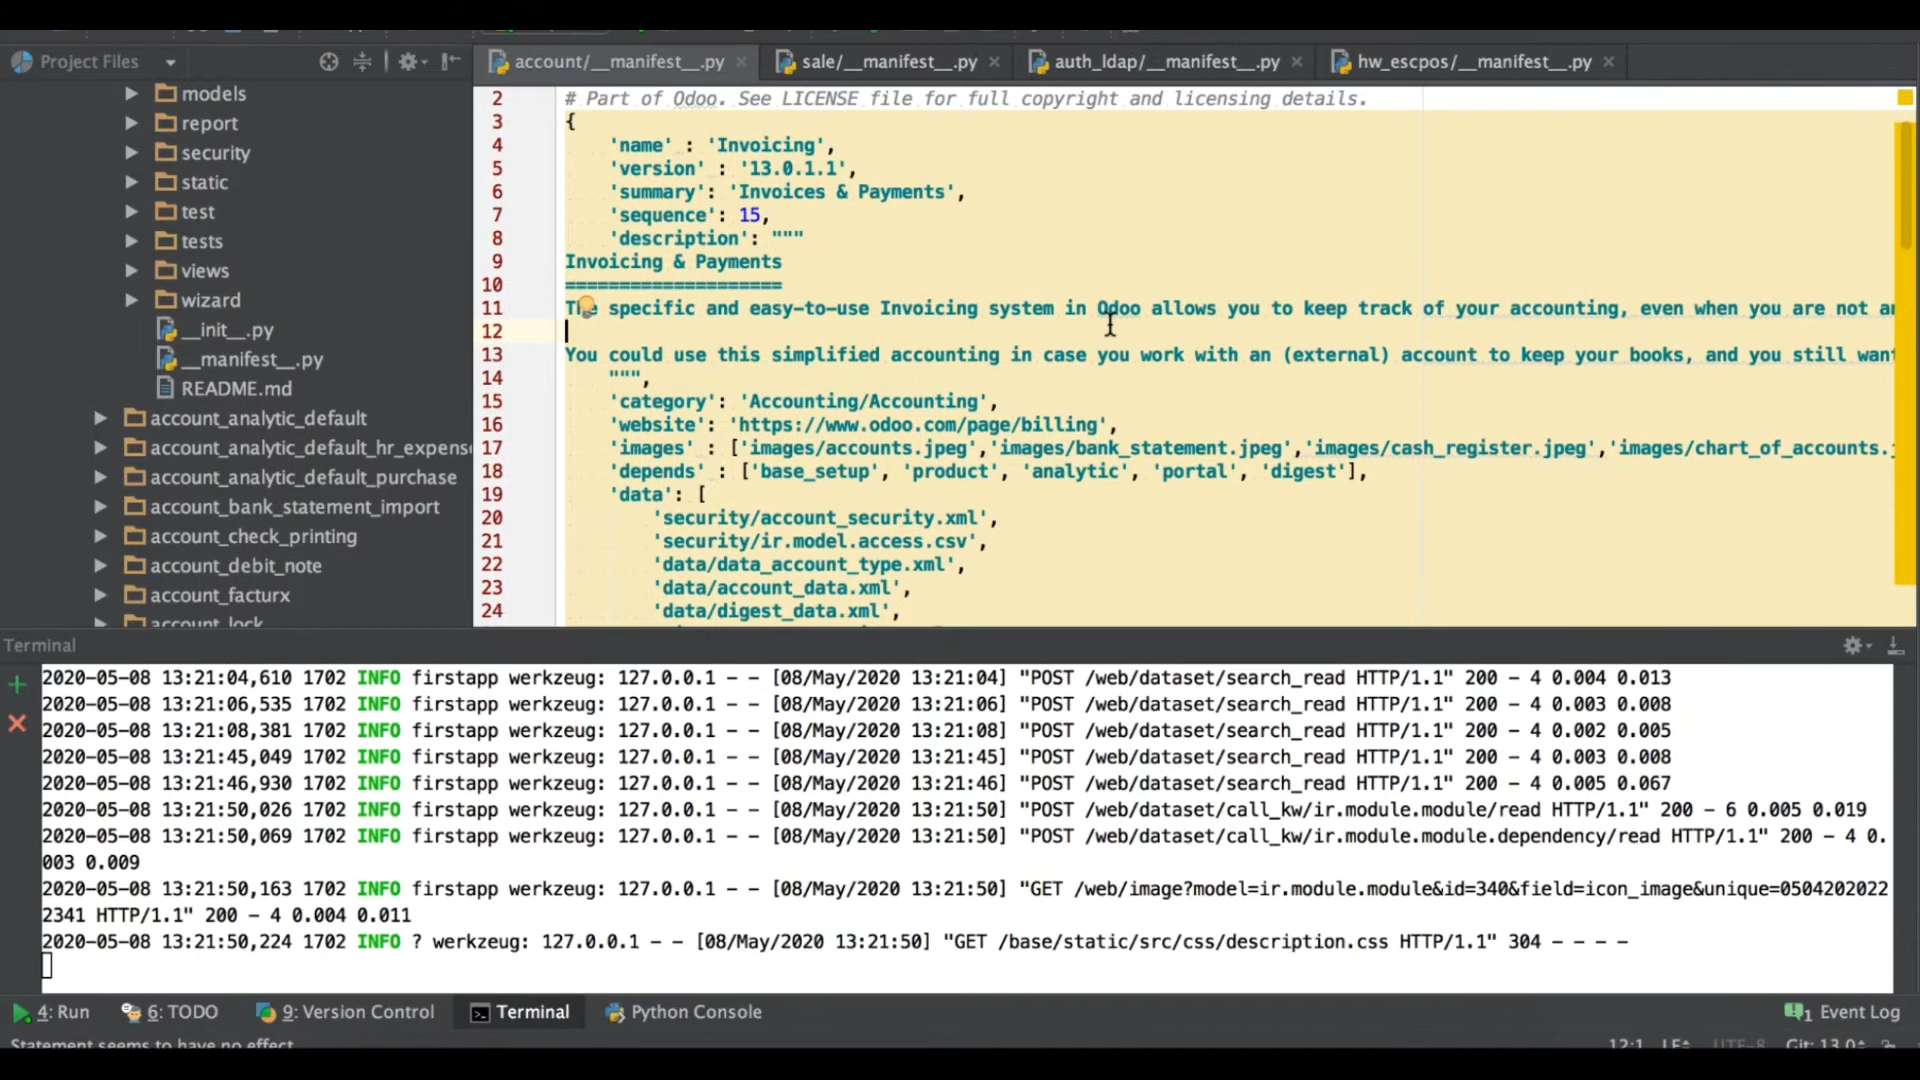 Project Files
account/__manifest__.py
sale/__manifest__.py
auth_ldap/__manifest__.py
hw_escpos/__manifest__.py
models
report
security
static
test
tests
views
wizard
__init__.py
__manifest__.py
README.md
account_analytic_default
account_analytic_default_hr_expens
account_analytic_default_purchase
account_bank_statement_import
account_check_printing
account_debit_note
account_facturx
account_lock
2 # Part of Odoo. See LICENSE file for full copyright and licensing details.
3 {
4 'name' : 'Invoicing',
5 'version' : '13.0.1.1',
6 'summary': 'Invoices & Payments',
7 'sequence': 15,
8 'description': """
9 Invoicing & Payments
10 ====================
11 The specific and easy-to-use Invoicing system in Odoo allows you to keep track of your accounting, even when you are not an
12
13 You could use this simplified accounting in case you work with an (external) account to keep your books, and you still want
14 """,
15 'category': 'Accounting/Accounting',
16 'website': 'https://www.odoo.com/page/billing',
17 'images' : ['images/accounts.jpeg','images/bank_statement.jpeg','images/cash_register.jpeg','images/chart_of_accounts.j
18 'depends' : ['base_setup', 'product', 'analytic', 'portal', 'digest'],
19 'data': [
20 'security/account_security.xml',
21 'security/ir.model.access.csv',
22 'data/data_account_type.xml',
23 'data/account_data.xml',
24 'data/digest_data.xml',
Terminal
2020-05-08 13:21:04,610 1702 INFO firstapp werkzeug: 127.0.0.1 - - [08/May/2020 13:21:04] "POST /web/dataset/search_read HTTP/1.1" 200 - 4 0.004 0.013
2020-05-08 13:21:06,535 1702 INFO firstapp werkzeug: 127.0.0.1 - - [08/May/2020 13:21:06] "POST /web/dataset/search_read HTTP/1.1" 200 - 4 0.003 0.008
2020-05-08 13:21:08,381 1702 INFO firstapp werkzeug: 127.0.0.1 - - [08/May/2020 13:21:08] "POST /web/dataset/search_read HTTP/1.1" 200 - 4 0.002 0.005
2020-05-08 13:21:45,049 1702 INFO firstapp werkzeug: 127.0.0.1 - - [08/May/2020 13:21:45] "POST /web/dataset/search_read HTTP/1.1" 200 - 4 0.003 0.008
2020-05-08 13:21:46,930 1702 INFO firstapp werkzeug: 127.0.0.1 - - [08/May/2020 13:21:46] "POST /web/dataset/search_read HTTP/1.1" 200 - 4 0.005 0.067
2020-05-08 13:21:50,026 1702 INFO firstapp werkzeug: 127.0.0.1 - - [08/May/2020 13:21:50] "POST /web/dataset/call_kw/ir.module.module/read HTTP/1.1" 200 - 6 0.005 0.019
2020-05-08 13:21:50,069 1702 INFO firstapp werkzeug: 127.0.0.1 - - [08/May/2020 13:21:50] "POST /web/dataset/call_kw/ir.module.module.dependency/read HTTP/1.1" 200 - 4 0.
003 0.009
2020-05-08 13:21:50,163 1702 INFO firstapp werkzeug: 127.0.0.1 - - [08/May/2020 13:21:50] "GET /web/image?model=ir.module.module&id=340&field=icon_image&unique=0504202022
2341 HTTP/1.1" 200 - 4 0.004 0.011
2020-05-08 13:21:50,224 1702 INFO ? werkzeug: 127.0.0.1 - - [08/May/2020 13:21:50] "GET /base/static/src/css/description.css HTTP/1.1" 304 - - - -
4: Run
6: TODO
9: Version Control
Terminal
Python Console
1 Event Log
Statement seems to have no effect
12:1 LF UTF-8 Git: 13.0